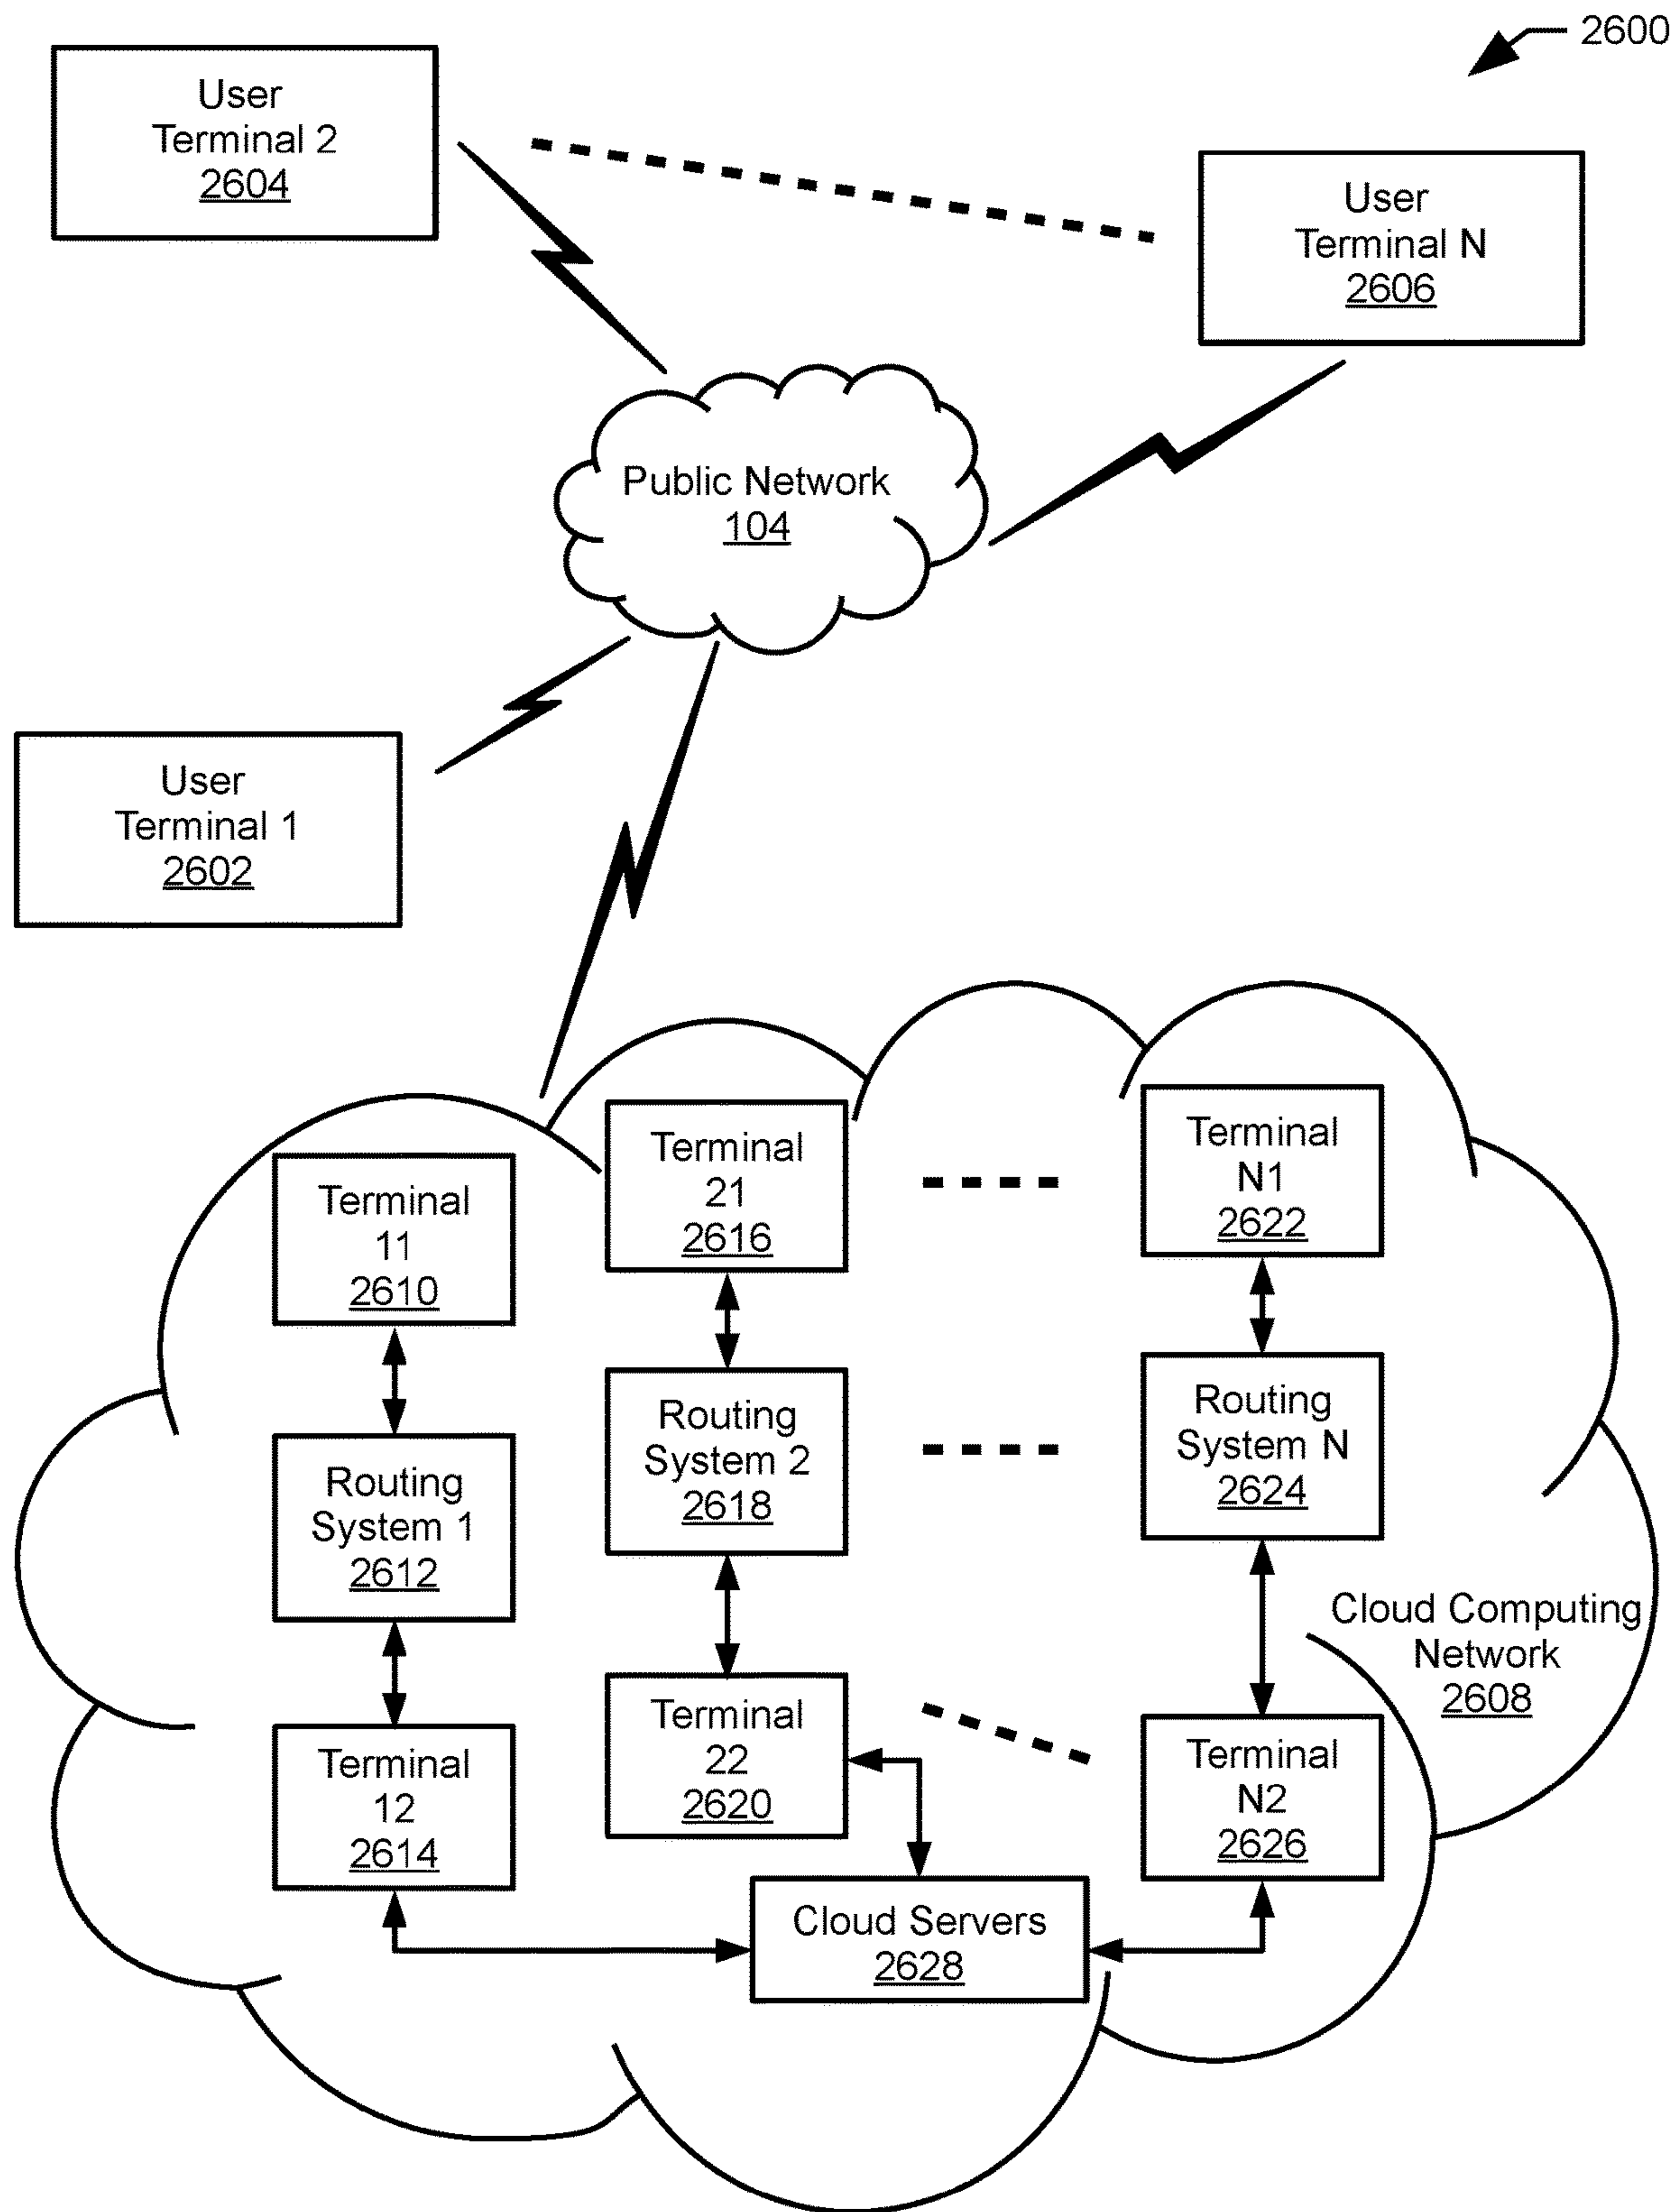 2600
User
Terminal 2
2604
User
Terminal N
2606
Public Network
104
User
Terminal 1
2602
Terminal
11
2610
Terminal
21
2616
Terminal
N1
2622
Routing
System 1
2612
Routing
System 2
2618
Routing
System N
2624
Cloud Computing
Network
2608
Terminal
12
2614
Terminal
22
2620
Terminal
N2
2626
Cloud Servers
2628